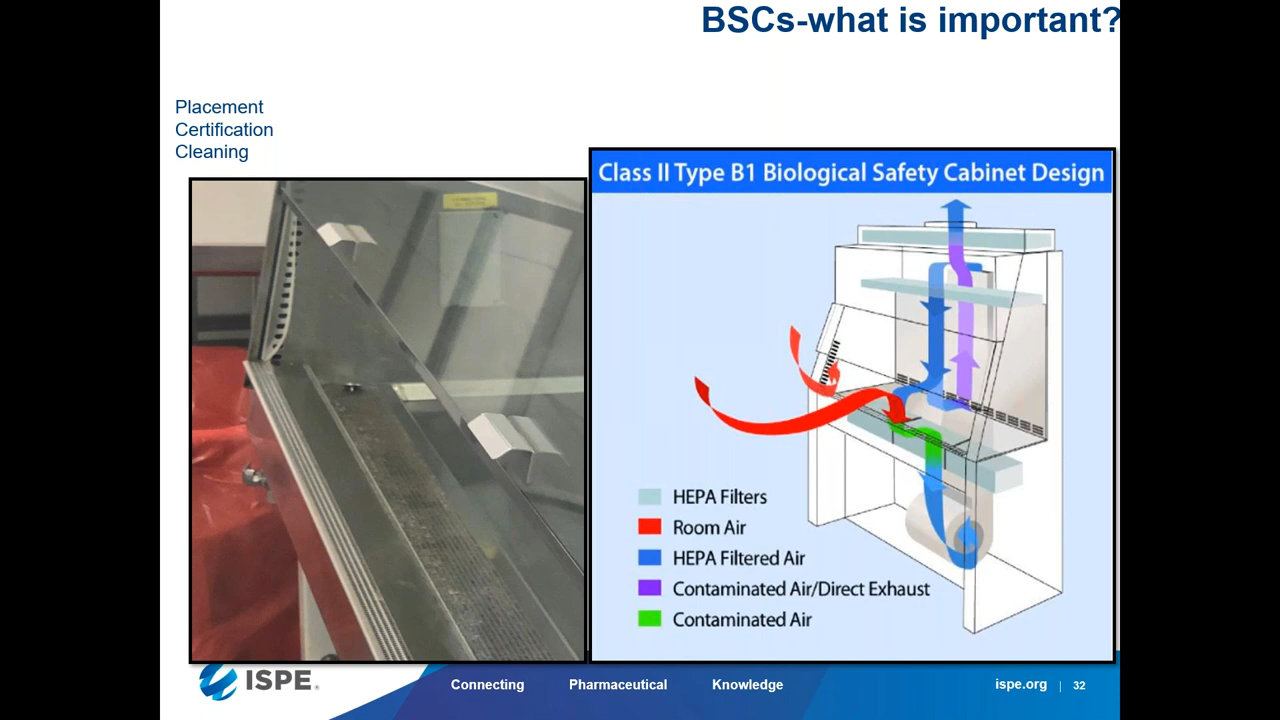 BSCs-what is important?
Placement
Certification
Cleaning
Class II Type B1 Biological Safety Cabinet Design
HEPA Filters
Room Air
HEPA Filtered Air
Contaminated Air/Direct Exhaust
Contaminated Air
ISPE.
Connecting Pharmaceutical Knowledge
ispe.org | 32